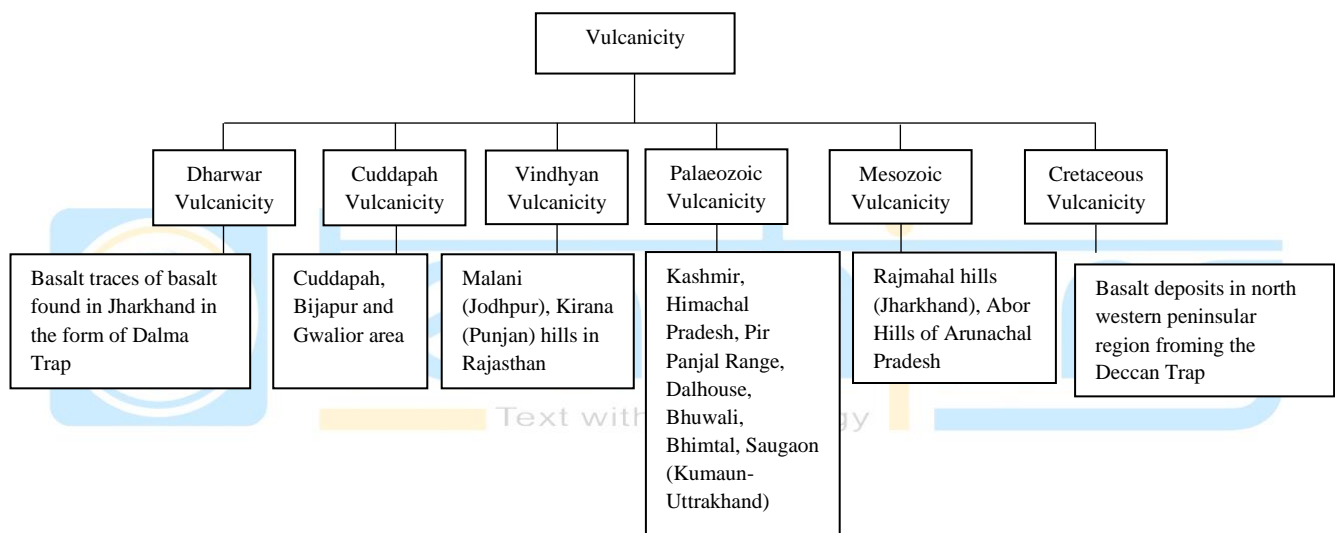 Vulcanicity
Dharwar
Vulcanicity
Cuddapah
Vulcanicity
Vindhyan
Vulcanicity
Palaeozoic
Vulcanicity
Mesozoic
Vulcanicity
Cretaceous
Vulcanicity
Basalt traces of basalt
found in Jharkhand in
the form of Dalma
Trap
Cuddapah,
Bijapur and
Gwalior area
Malani
(Jodhpur), Kirana
(Punjan) hills in
Rajasthan
Kashmir,
Himachal
Pradesh, Pir
Panjal Range,
Dalhouse,
Bhuwali,
Bhimtal, Saugaon
(Kumaun-
Uttrakhand)
Rajmahal hills
(Jharkhand), Abor
Hills of Arunachal
Pradesh
Basalt deposits in north
western peninsular
region froming the
Deccan Trap
Text with